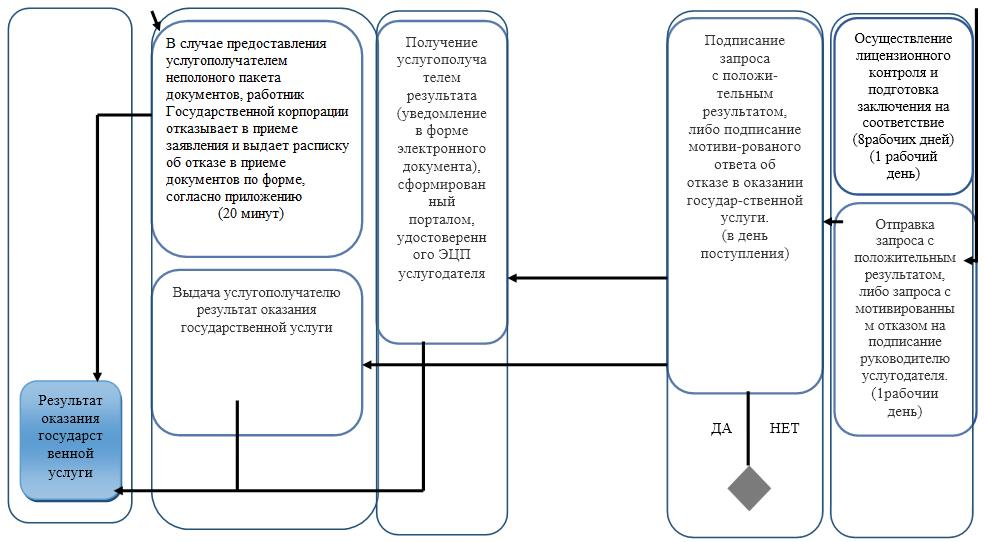 В случае предоставления
услугополучателем
неполоного пакета
документов, работник
Государственной корпорации
отказывает в приеме
заявления и выдает расписку
об отказе в приеме
документов по форме,
согласно приложению
(20 минут)
Выдача услугополучателю
результат оказания
государственной услуги
Результат
оказания
государст
венной
услуги
Получение
услугополуча
телем
результата
(уведомление
в форме
электронного
документа),
сформирован
ный
порталом,
удостоверенн
ого ЭЦП
услугодателя
Подписание
запроса
с положи-
тельным
результатом,
либо подписание
мотиви-рованого
ответа об
отказе в оказании
государ-ственной
услуги.
(в день
поступления)
ДА
НЕТ
Осуществление
лицензионного
контроля и
подготовка
заключения на
соответствие
(8рабочих дней)
(1 рабочий
день)
Отправка
запроса с
положительным
результатом,
либо запроса с
мотивированны
м отказом на
подписание
руководителю
услугодателя.
(1рабочии
день)